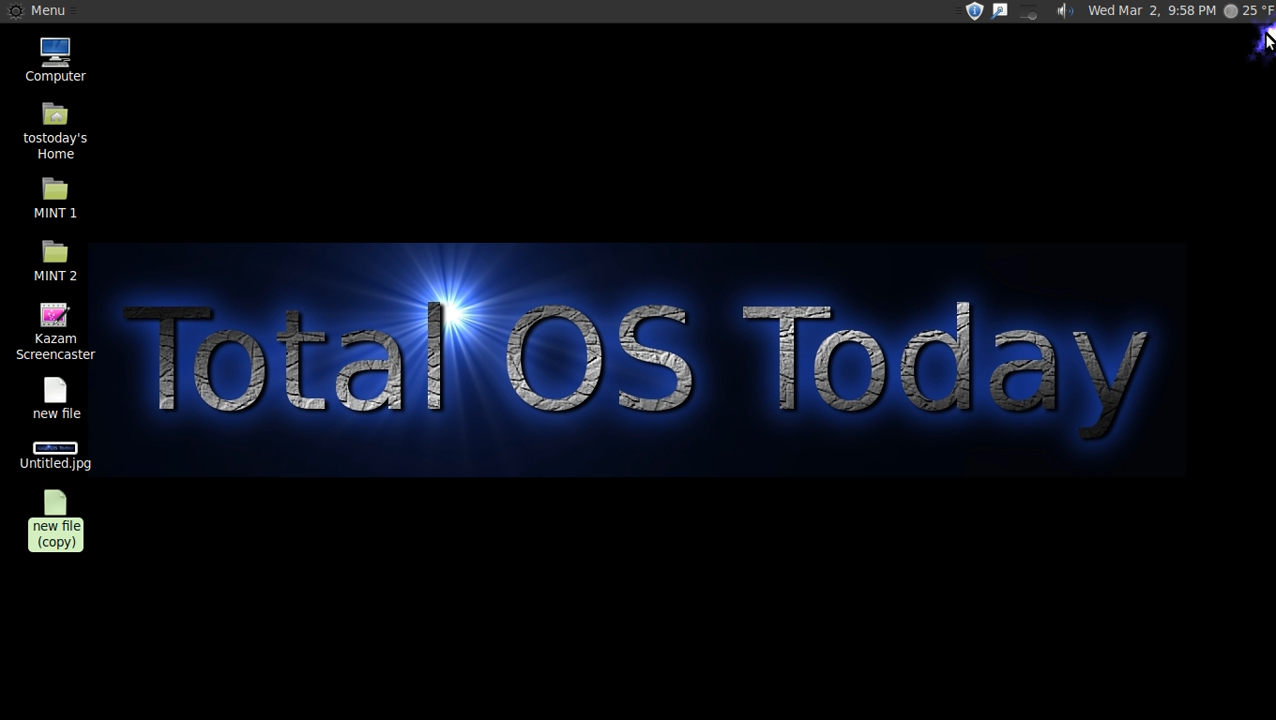 Menu
Wed Mar 2, 9:58 PM 25 °F
Computer
tostoday's
Home
MINT 1
MINT 2
Kazam
Screencaster
new file
Untitled.jpg
new file
(copy)
Total OS Today